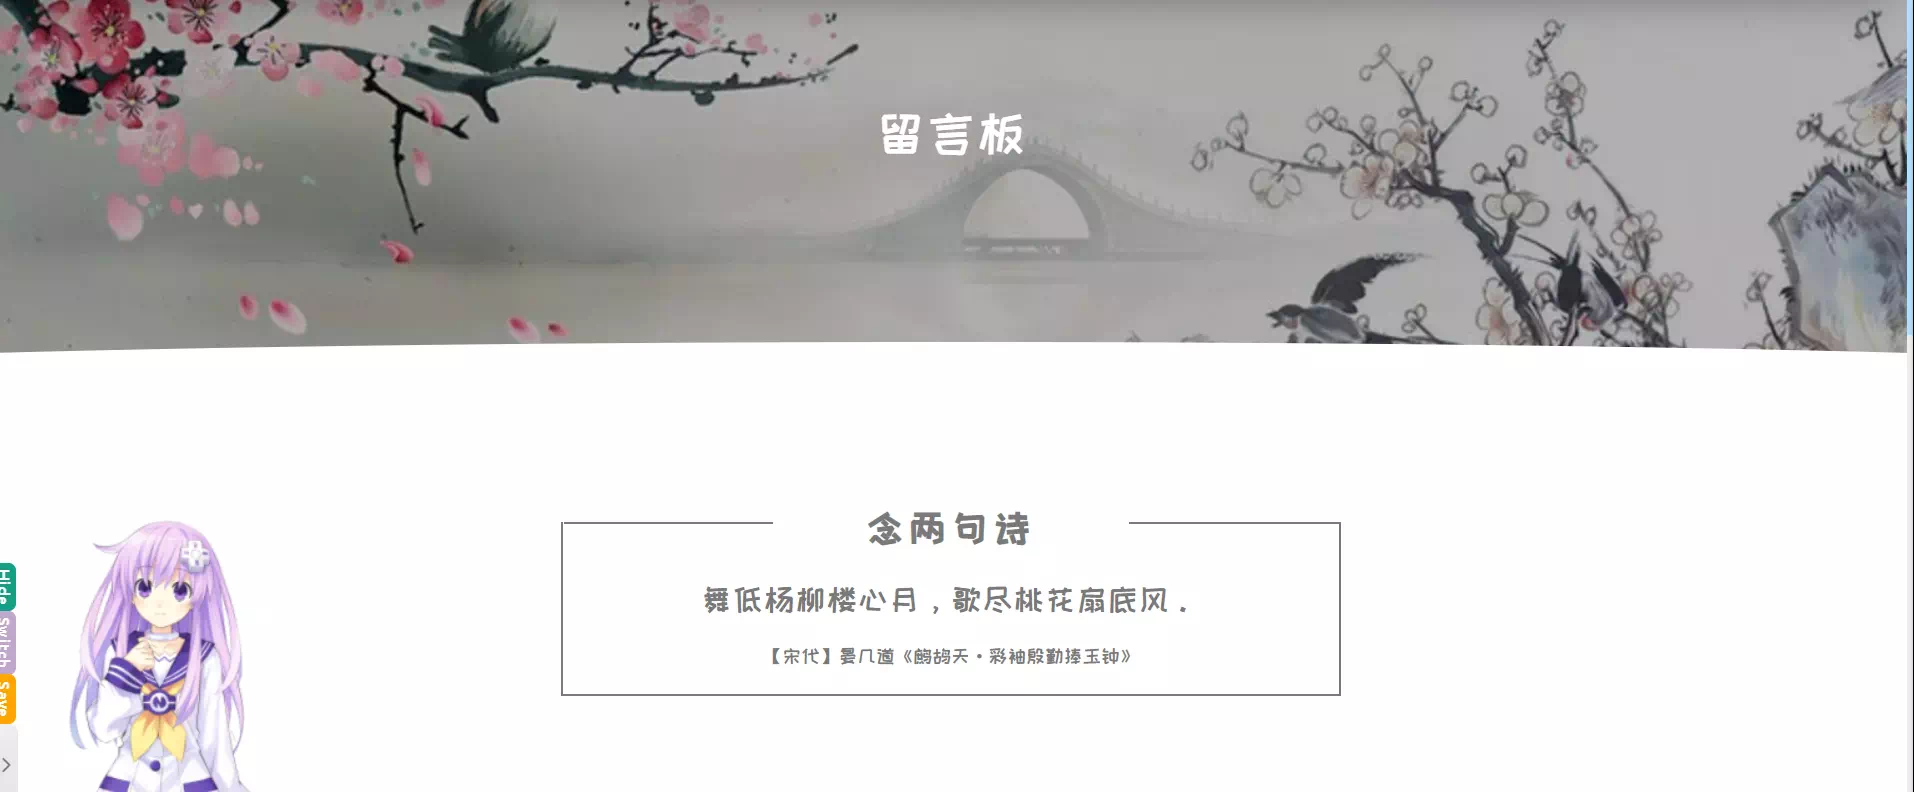 留言板
念两句诗
舞低杨柳楼心月，歌尽桃花扇底风。
【宋代】晏几道《鹧鸪天·彩袖殷勤捧玉钟》
Hide
Switch
Save
N